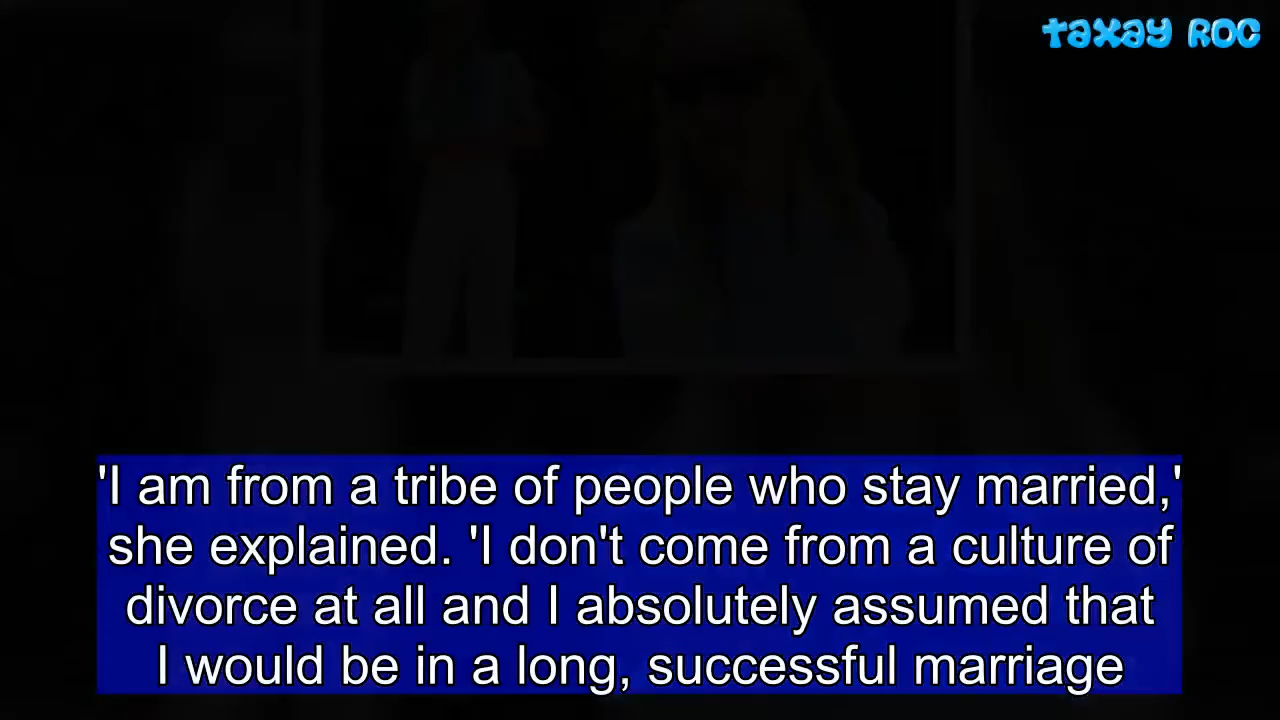 TaXaY ROC
'I am from a tribe of people who stay married,'
she explained. 'I don't come from a culture of
divorce at all and I absolutely assumed that
I would be in a long, successful marriage